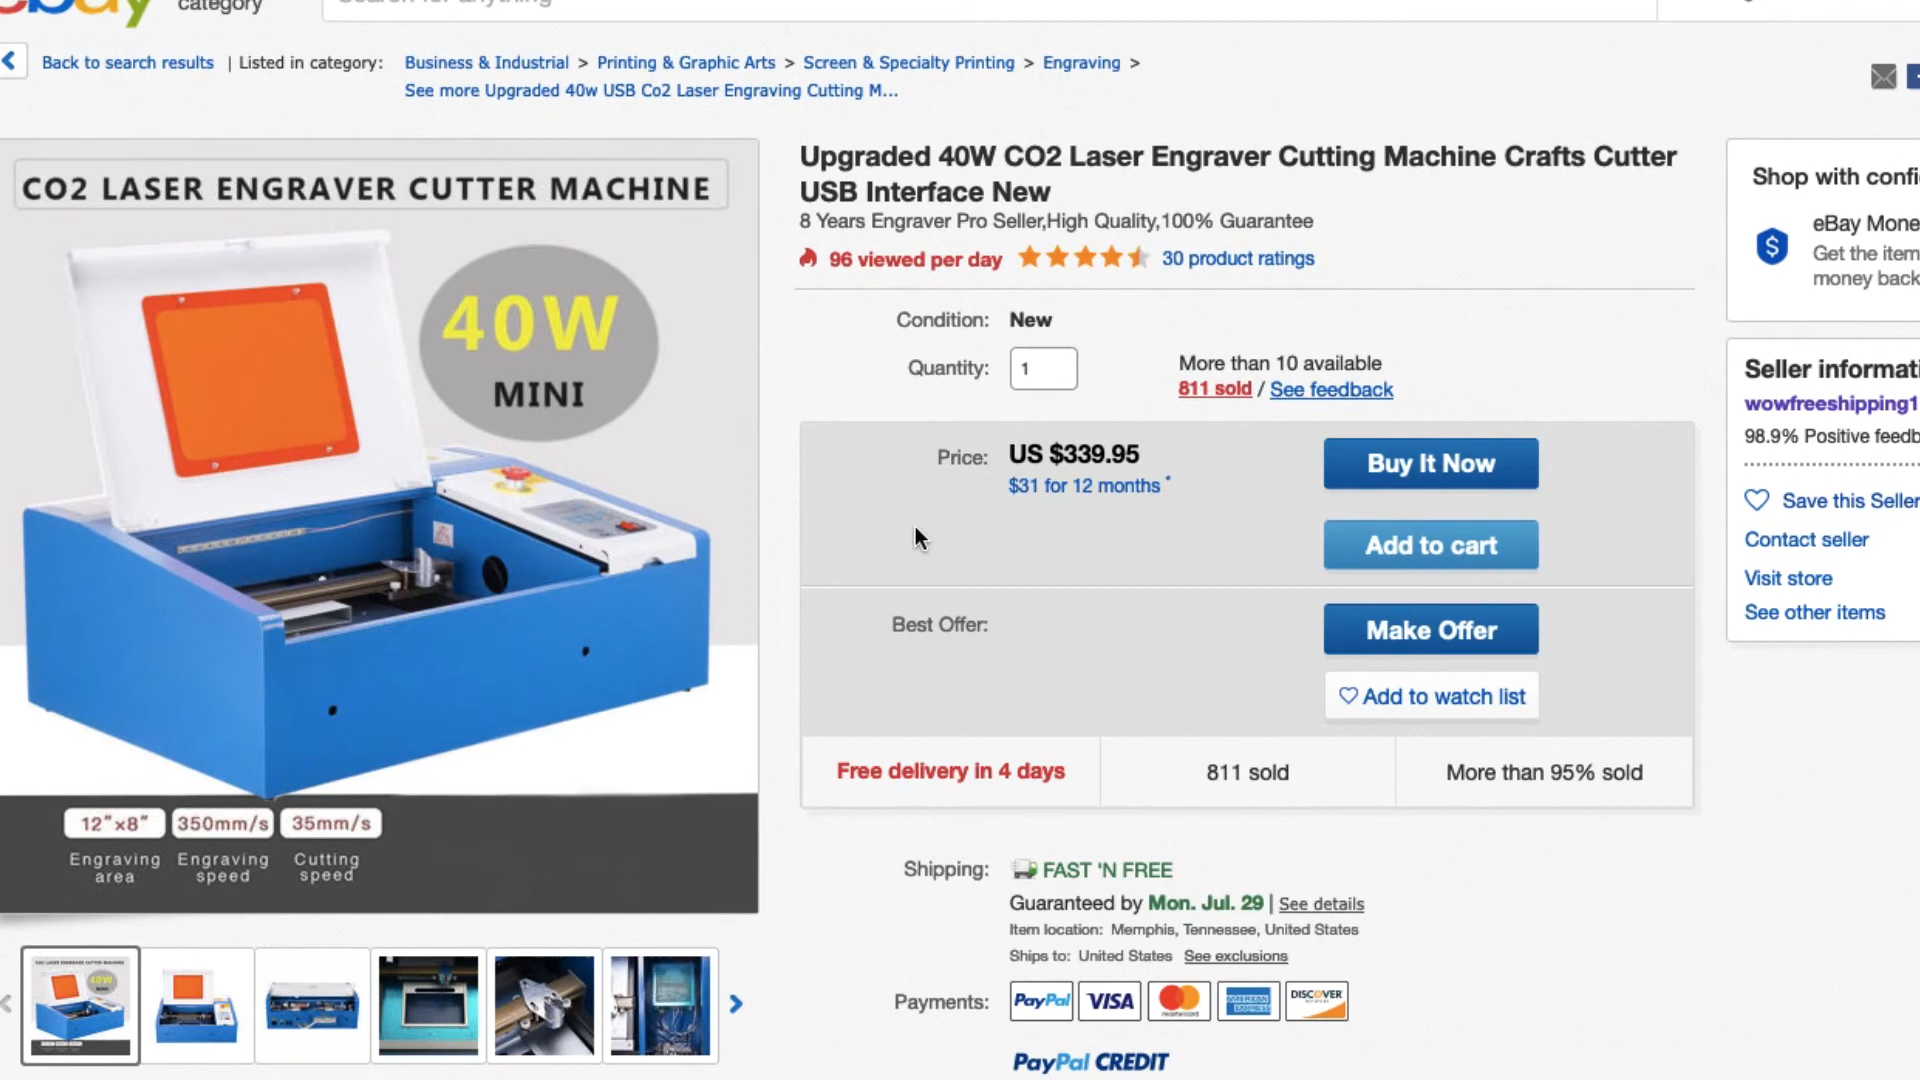 ebay
category
Search for anything
Back to search results | Listed in category: Business & Industrial > Printing & Graphic Arts > Screen & Specialty Printing > Engraving >
See more Upgraded 40w USB Co2 Laser Engraving Cutting M...
CO2 LASER ENGRAVER CUTTER MACHINE
40W
MINI
12"x8" 350mm/s 35mm/s
Engraving area Engraving speed Cutting speed
Upgraded 40W CO2 Laser Engraver Cutting Machine Crafts Cutter
USB Interface New
8 Years Engraver Pro Seller,High Quality,100% Guarantee
96 viewed per day 30 product ratings
Condition: New
Quantity: 1
More than 10 available
811 sold / See feedback
Price: US $339.95
$31 for 12 months *
Buy It Now
Add to cart
Best Offer:
Make Offer
Add to watch list
Free delivery in 4 days 811 sold More than 95% sold
Shipping: FAST 'N FREE
Guaranteed by Mon. Jul. 29 | See details
Item location: Memphis, Tennessee, United States
Ships to: United States See exclusions
Payments: PayPal VISA mastercard AMERICAN EXPRESS DISCOVER
PayPal CREDIT
Shop with confi
eBay Mone
Get the item
money back
Seller informati
wowfreeshipping1
98.9% Positive feedb
Save this Seller
Contact seller
Visit store
See other items